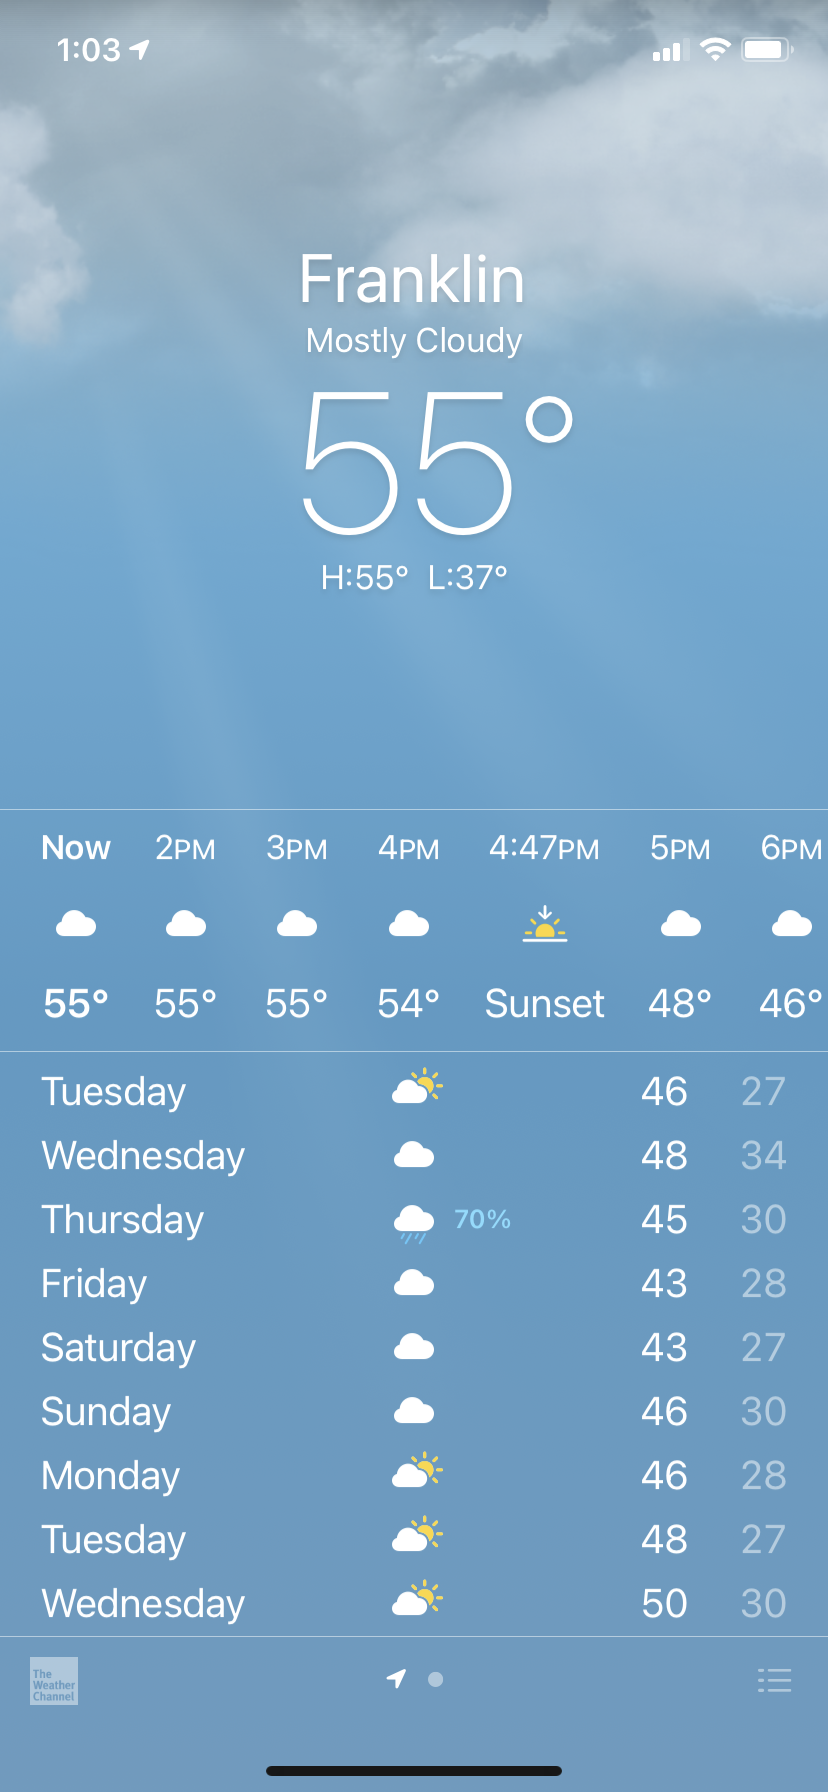 1:03
Franklin
Mostly Cloudy
55°
H:55° L:37°
Now 2PM 3PM 4PM 4:47PM 5PM 6PM
55° 55° 55° 54° Sunset 48° 46°
Tuesday 46 27
Wednesday 48 34
Thursday 70% 45 30
Friday 43 28
Saturday 43 27
Sunday 46 30
Monday 46 28
Tuesday 48 27
Wednesday 50 30
The
Weather
Channel